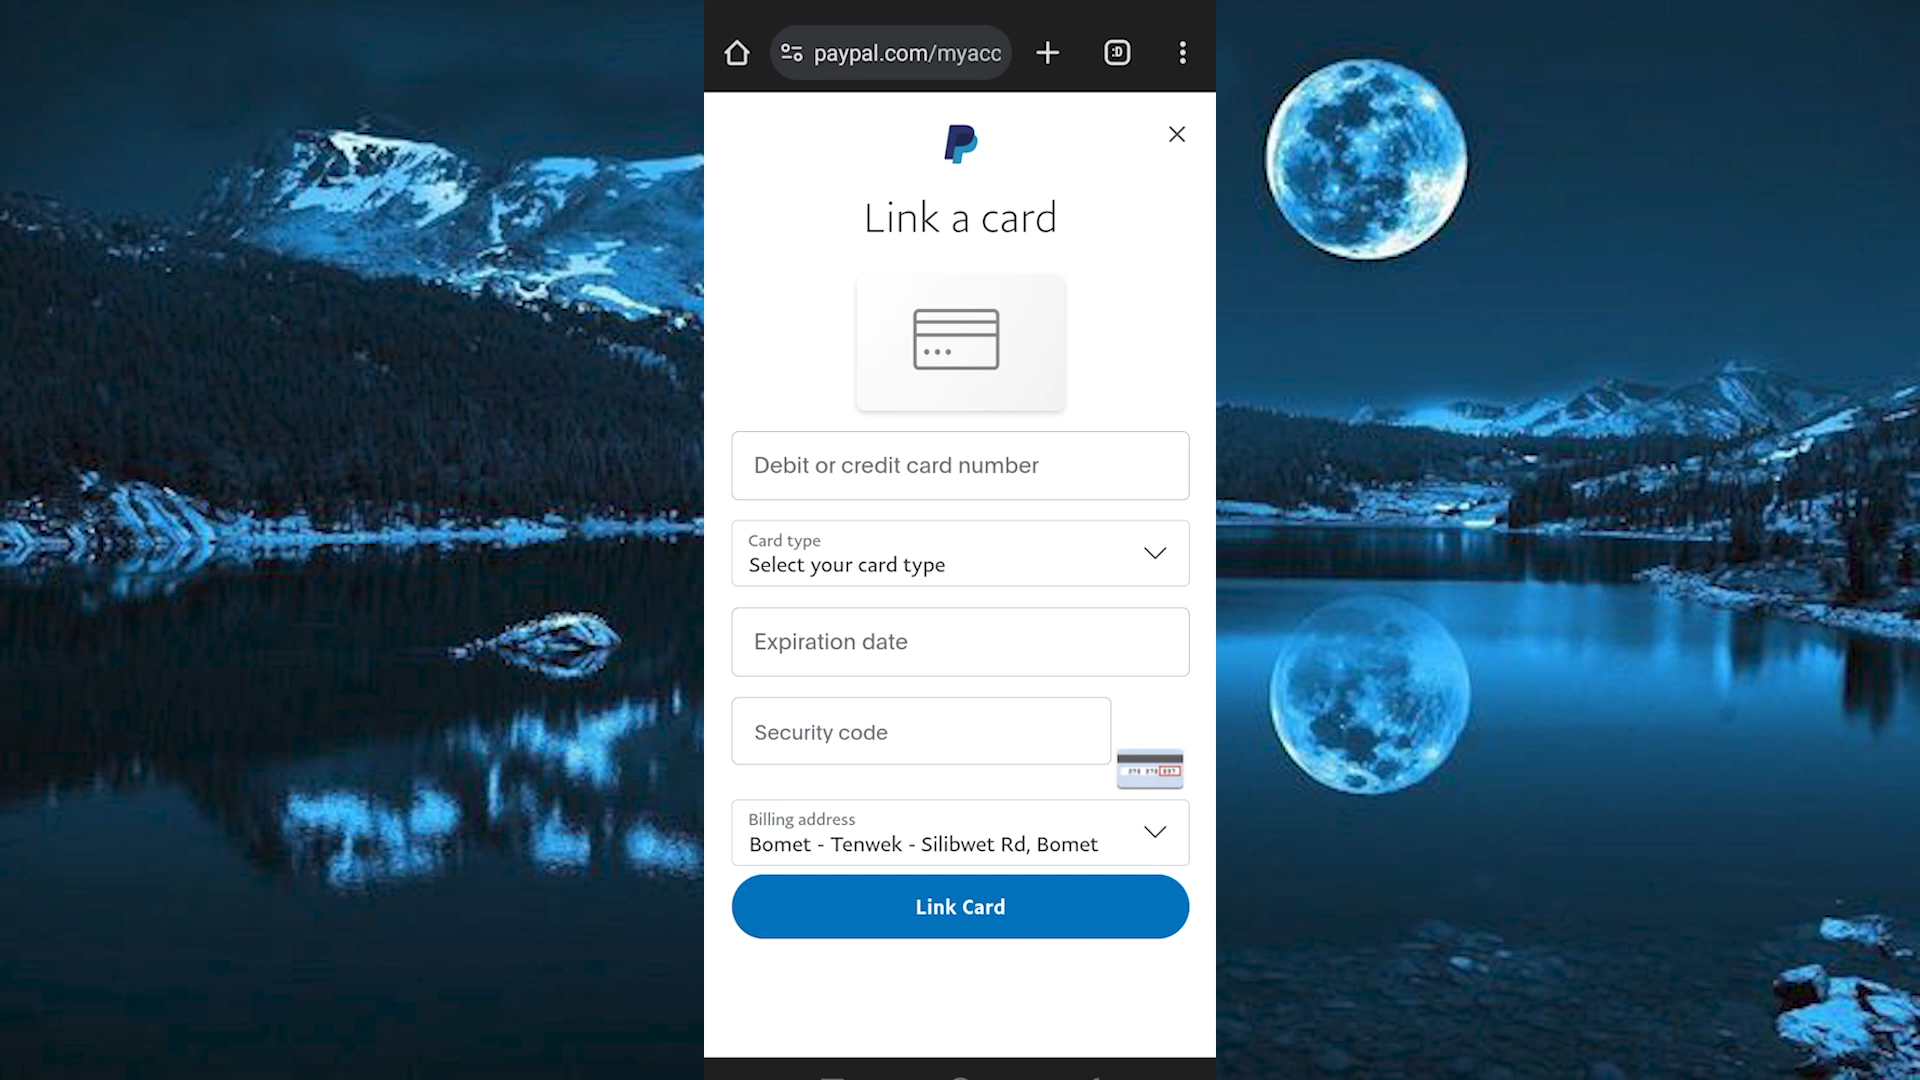 paypal.com/myacc
Link a card
Debit or credit card number
Card type
Select your card type
Expiration date
Security code
Billing address
Bomet - Tenwek - Silibwet Rd, Bomet
Link Card